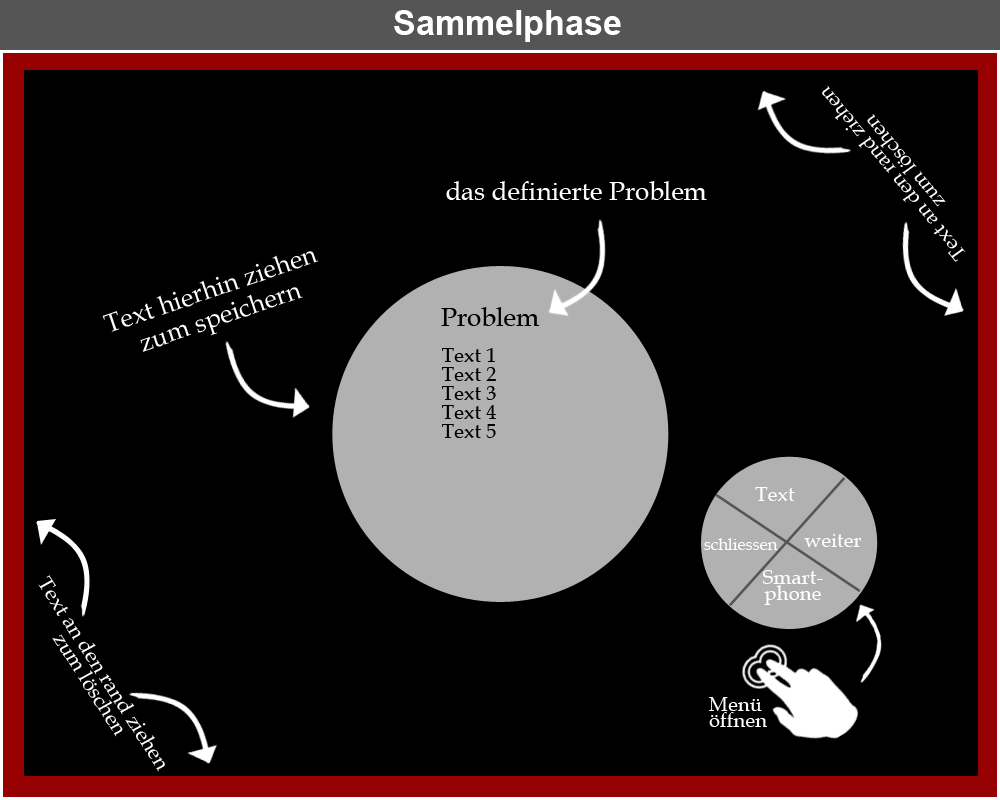 Sammelphase
Text an den rand ziehen
zum löschen
das definierte Problem
Text hierhin ziehen
zum speichern
Problem
Text 1
Text 2
Text 3
Text 4
Text 5
Text
schliessen
weiter
Smart-
phone
Text an den rand ziehen
zum löschen
Menü
öffnen